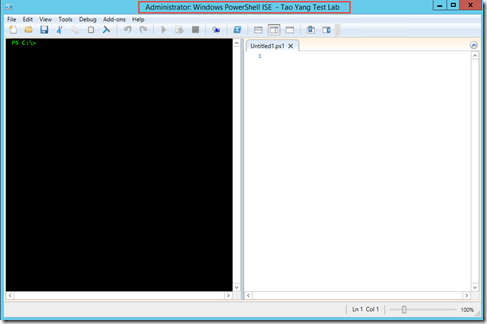 Administrator: Windows PowerShell ISE - Tao Yang Test Lab
File Edit View Tools Debug Add-ons Help
PS C:\>
Untitled1.ps1
1
Ln 1 Col 1
100%